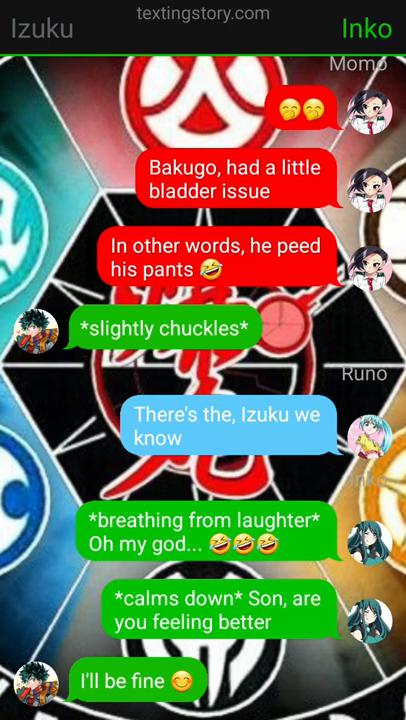 textingstory.com
Izuku
Inko
Momo
🤭🤭
Bakugo, had a little
bladder issue
In other words, he peed
his pants 🤣
*slightly chuckles*
Runo
There's the, Izuku we
know
Inko
*breathing from laughter*
Oh my god... 🤣🤣🤣
*calms down* Son, are
you feeling better
I'll be fine 😊